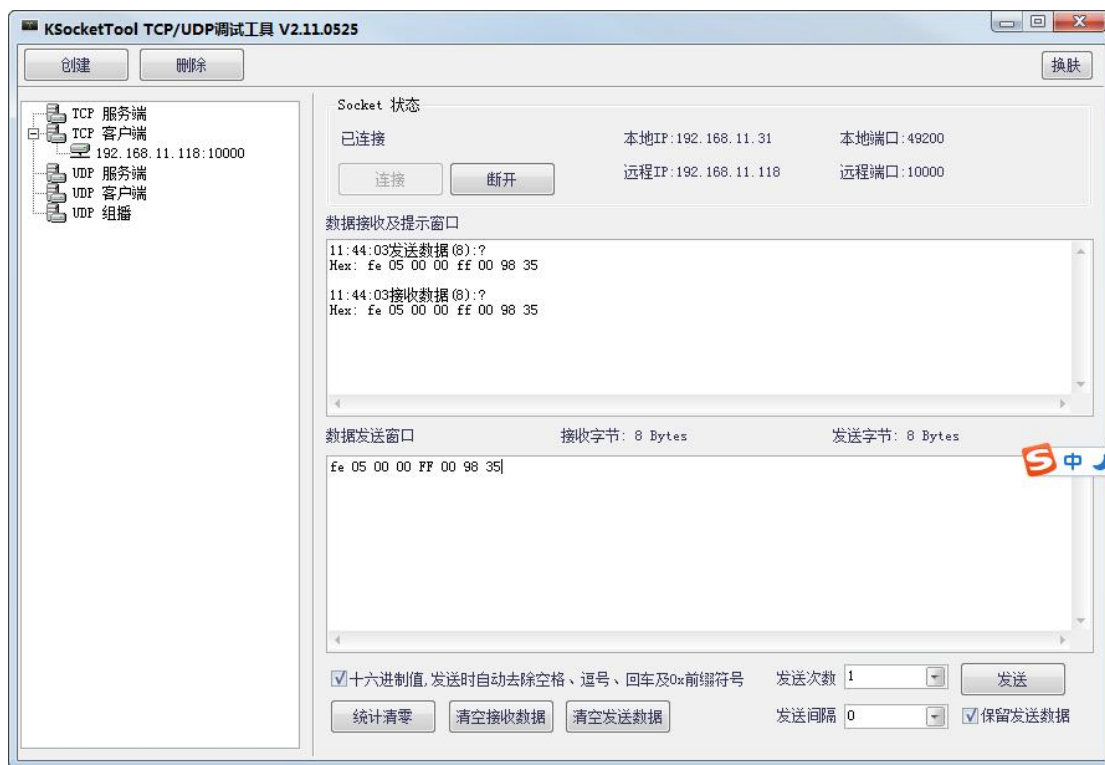 KSocketTool TCP/UDP调试工具 V2.11.0525
创建 删除 换肤
TCP 服务端
TCP 客户端
192.168.11.118:10000
UDP 服务端
UDP 客户端
UDP 组播
Socket 状态
已连接 本地IP:192.168.11.31 本地端口:49200
连接 断开 远程IP:192.168.11.118 远程端口:10000
数据接收及提示窗口
11:44:03发送数据(8):?
Hex: fe 05 00 00 ff 00 98 35
11:44:03接收数据(8):?
Hex: fe 05 00 00 ff 00 98 35
数据发送窗口 接收字节: 8 Bytes 发送字节: 8 Bytes
fe 05 00 00 FF 00 98 35
S 中
十六进制值,发送时自动去除空格、逗号、回车及0x前缀符号 发送次数 1 发送
统计清零 清空接收数据 清空发送数据 发送间隔 0 保留发送数据